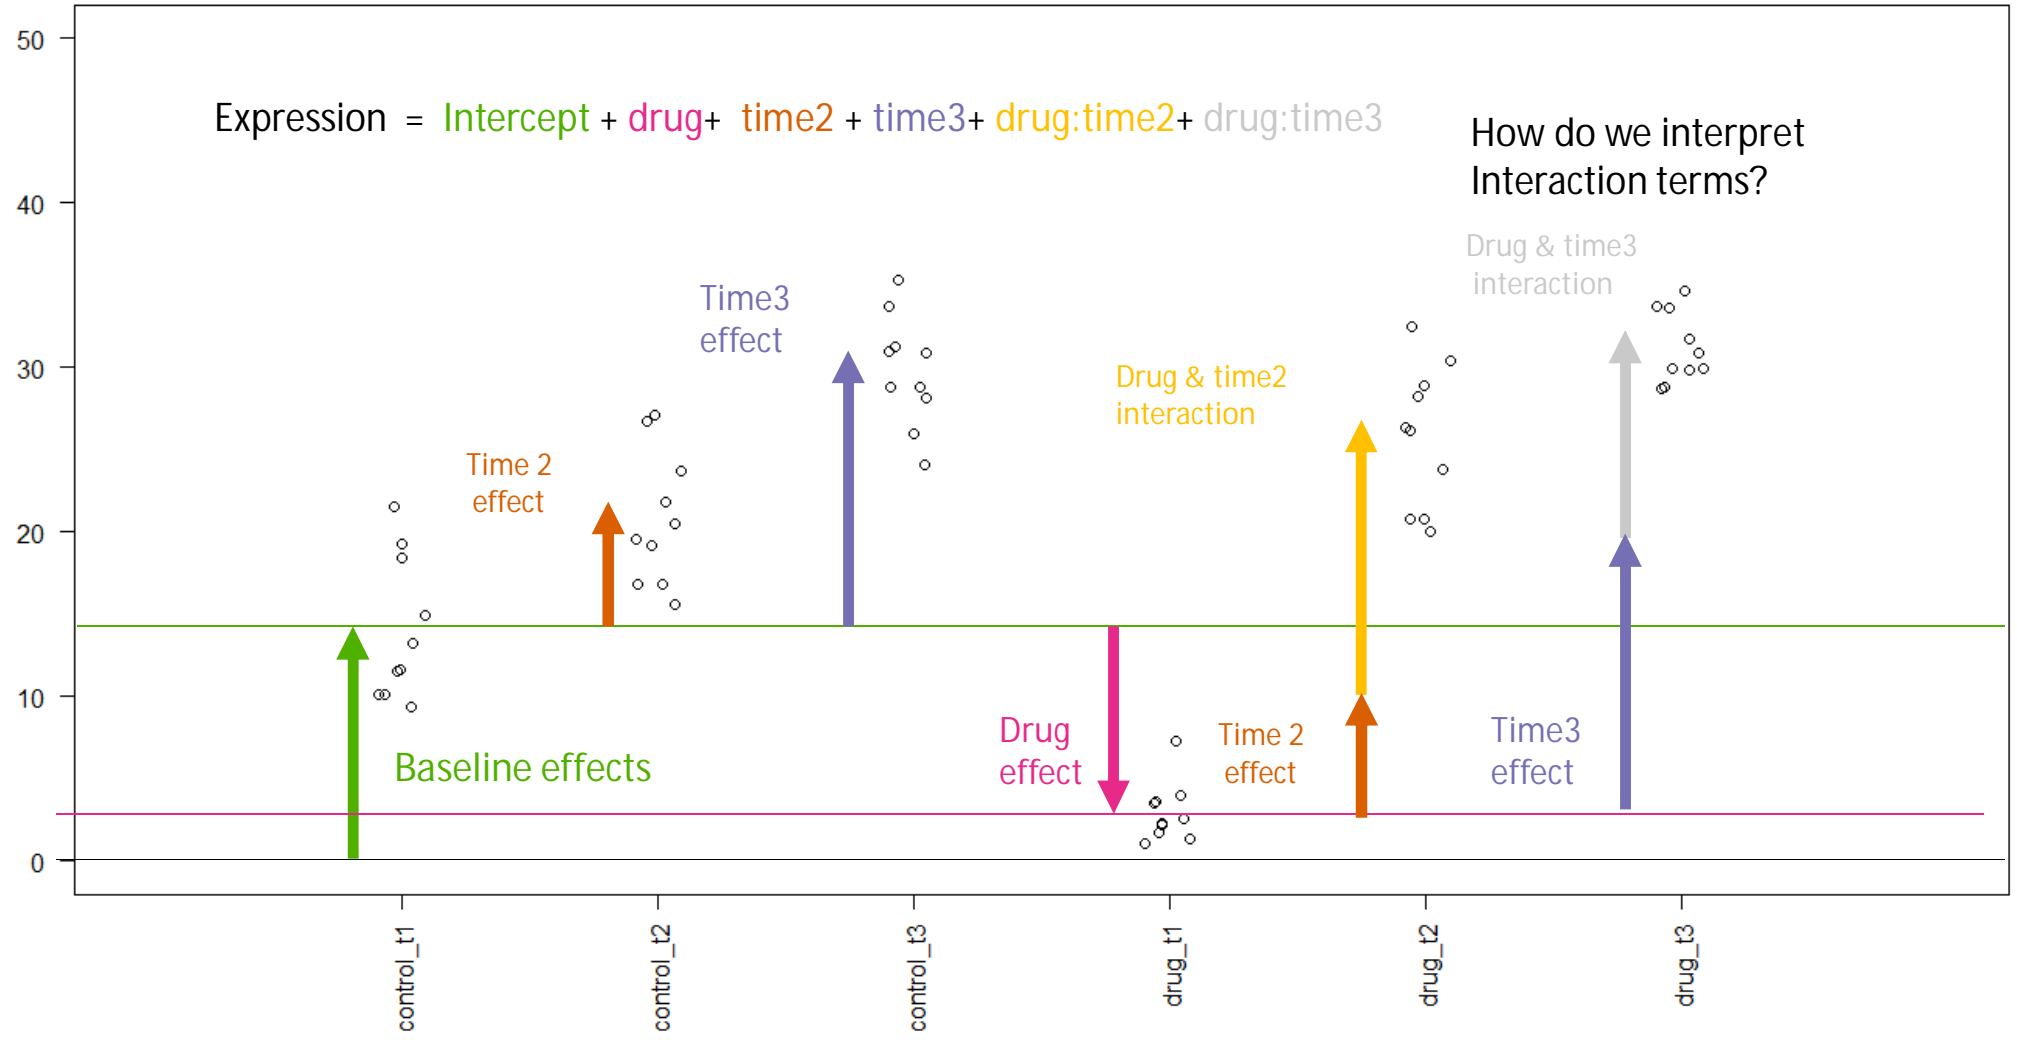 50
40
30
20
10
0
Expression = Intercept + drug+ time2 + time3+ drug:time2+ drug:time3
How do we interpret
Interaction terms?
Drug & time3
interaction
Time3
effect
Drug & time2
interaction
Time 2
effect
Baseline effects
Drug
effect
Time 2
effect
Time3
effect
control_t1
control_t2
control_t3
drug_t1
drug_t2
drug_t3